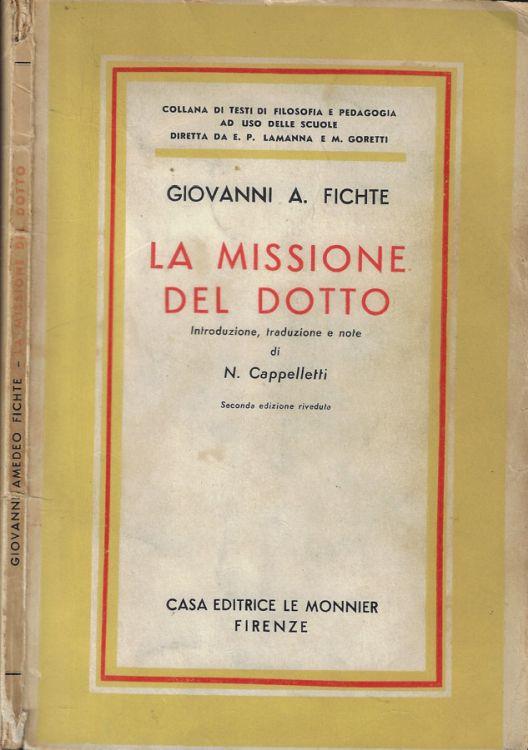 COLLANA DI TESTI DI FILOSOFIA E PEDAGOGIA
AD USO DELLE SCUOLE
DIRETTA DA E. P. LAMANNA E M. GORETTI
GIOVANNI A. FICHTE
LA MISSIONE
DEL DOTTO
Introduzione, traduzione e note
di
N. Cappelletti
Seconda edizione riveduta
CASA EDITRICE LE MONNIER
FIRENZE
GIOVANNI AMEDEO FICHTE - LA MISSIONE DEL DOTTO